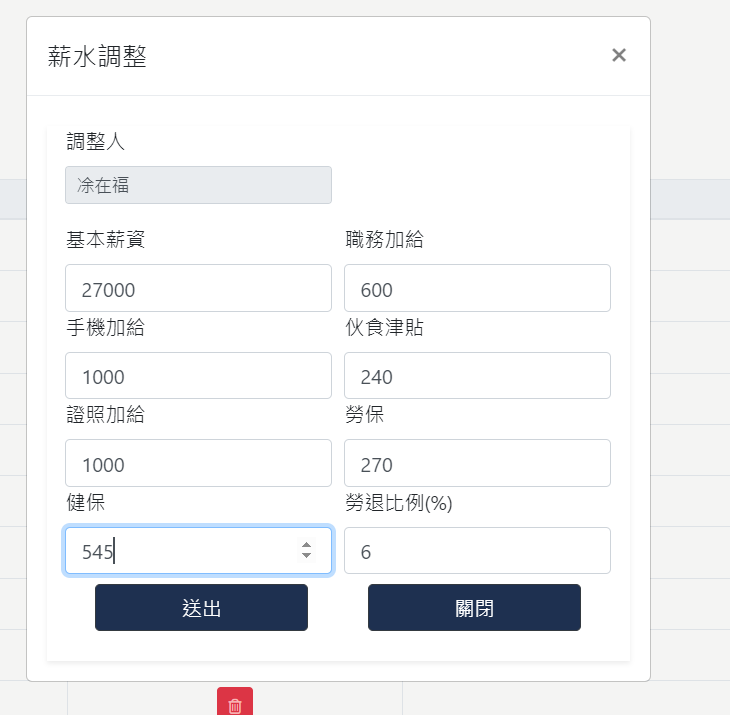 薪水調整 ×
調整人
凃在福
基本薪資 職務加給
27000 600
手機加給 伙食津貼
1000 240
證照加給 勞保
1000 270
健保 勞退比例(%)
545 6
送出 關閉